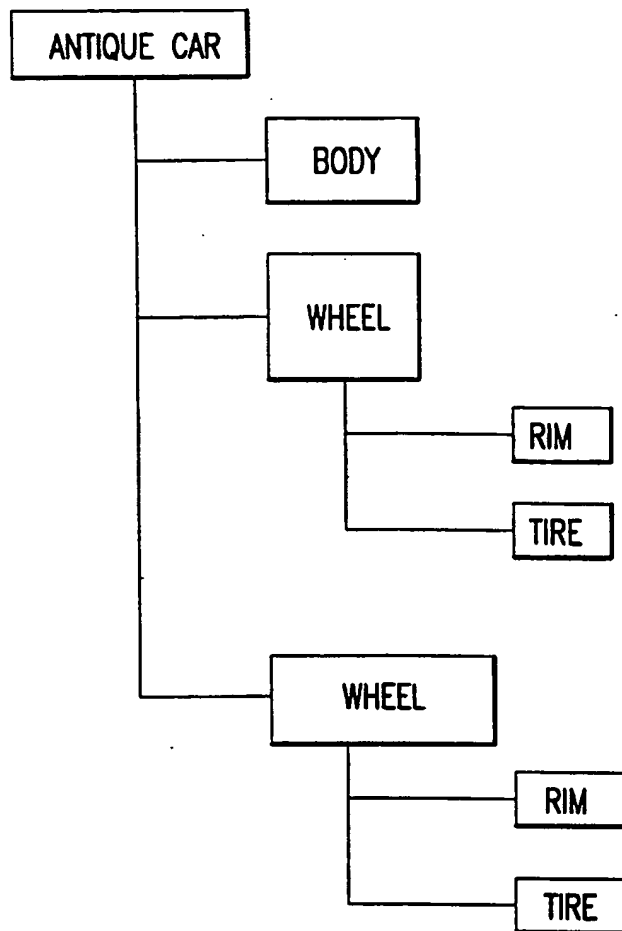 ANTIQUE CAR
BODY
WHEEL
RIM
TIRE
WHEEL
RIM
TIRE